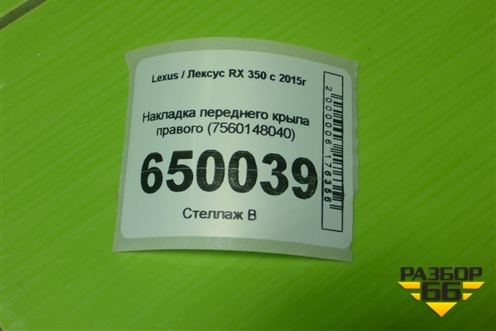 Lexus / Лексус RX 350 с 2015г
Накладка переднего крыла
правого (7560148040)
650039
Стеллаж В
2000006176366
РАЗБОР
66